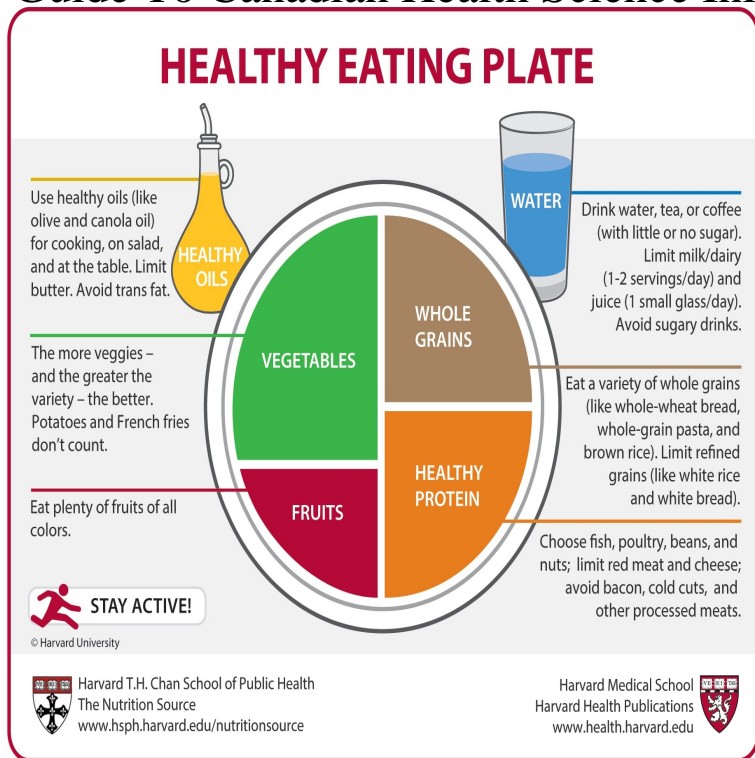 Guide To Canadian Health Science
HEALTHY EATING PLATE
Use healthy oils (like
olive and canola oil)
for cooking, on salad,
and at the table. Limit
butter. Avoid trans fat.
HEALTHY
OILS
WATER
Drink water, tea, or coffee
(with little or no sugar).
Limit milk/dairy
(1-2 servings/day) and
juice (1 small glass/day).
Avoid sugary drinks.
The more veggies –
and the greater the
variety – the better.
Potatoes and French fries
don't count.
VEGETABLES
WHOLE
GRAINS
Eat a variety of whole grains
(like whole-wheat bread,
whole-grain pasta, and
brown rice). Limit refined
grains (like white rice
and white bread).
Eat plenty of fruits of all
colors.
FRUITS
HEALTHY
PROTEIN
Choose fish, poultry, beans, and
nuts; limit red meat and cheese;
avoid bacon, cold cuts, and
other processed meats.
STAY ACTIVE!
© Harvard University
Harvard T.H. Chan School of Public Health
The Nutrition Source
www.hsph.harvard.edu/nutritionsource
Harvard Medical School
Harvard Health Publications
www.health.harvard.edu
VE RI TAS